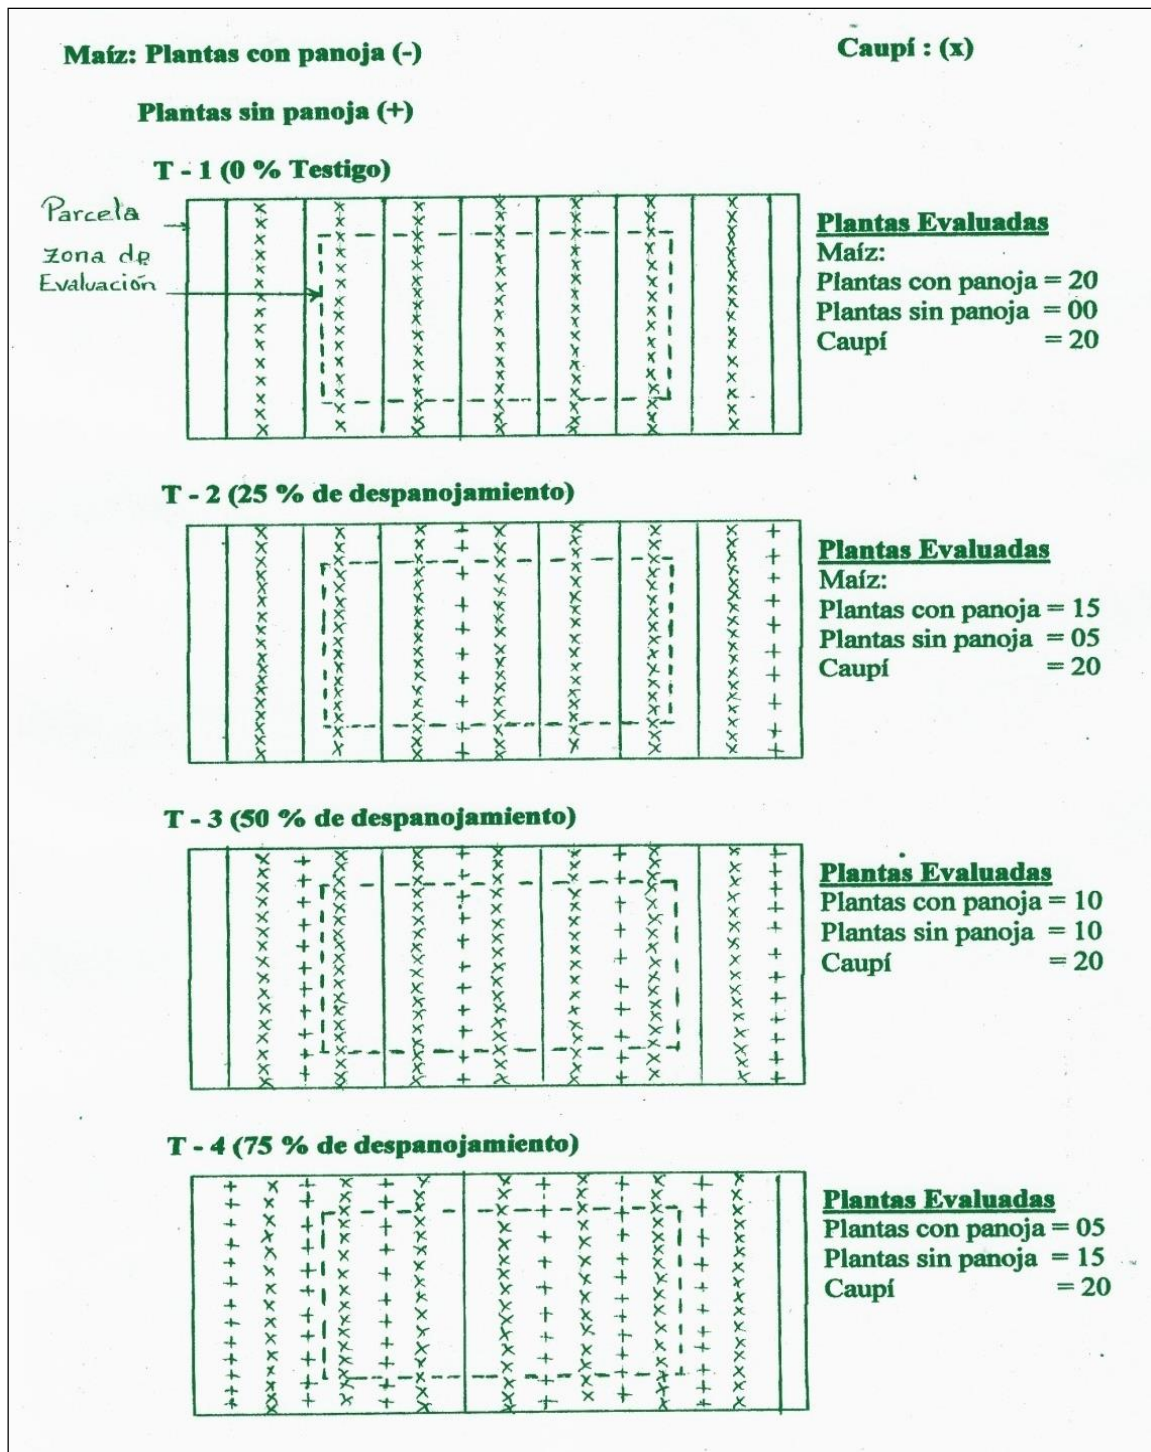 Maíz: Plantas con panoja (-)
Caupí : (x)
Plantas sin panoja (+)
T - 1 (0 % Testigo)
Parcela
Zona de
Evaluación
Plantas Evaluadas
Maíz:
Plantas con panoja = 20
Plantas sin panoja = 00
Caupí = 20
T - 2 (25 % de despanojamiento)
Plantas Evaluadas
Maíz:
Plantas con panoja = 15
Plantas sin panoja = 05
Caupí = 20
T - 3 (50 % de despanojamiento)
Plantas Evaluadas
Plantas con panoja = 10
Plantas sin panoja = 10
Caupí = 20
T - 4 (75 % de despanojamiento)
Plantas Evaluadas
Plantas con panoja = 05
Plantas sin panoja = 15
Caupí = 20